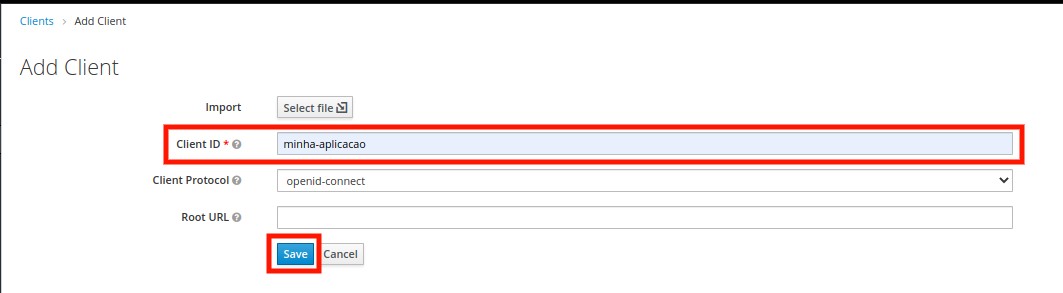 Clients > Add Client
Add Client
Import Select file
Client ID * minha-aplicacao
Client Protocol openid-connect
Root URL
Save Cancel